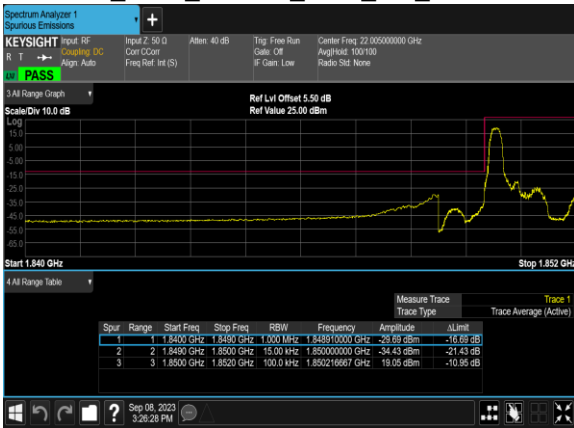 Spectrum Analyzer 1
Spurious Emissions
+
KEYSIGHT Input: RF Input Z: 50 Ω Atten: 40 dB Trig: Free Run Center Freq: 22.005000000 GHz
R T Coupling: DC Corr CCorr Gate: Off Avg|Hold: 100/100
Align: Auto Freq Ref: Int (S) IF Gain: Low Radio Std: None
PASS
3 All Range Graph
Ref Lvl Offset 5.50 dB
Scale/Div 10.0 dB Ref Value 25.00 dBm
Log
15.0
5.00
-5.00
-15.0
-25.0
-35.0
-45.0
-55.0
-65.0
Start 1.840 GHz Stop 1.852 GHz
4 All Range Table
Measure Trace Trace 1
Trace Type Trace Average (Active)
Spur Range Start Freq Stop Freq RBW Frequency Amplitude ΔLimit
1 1 1.8400 GHz 1.8490 GHz 1.000 MHz 1.848910000 GHz -29.69 dBm -16.69 dB
2 2 1.8490 GHz 1.8500 GHz 15.00 kHz 1.850000000 GHz -34.43 dBm -21.43 dB
3 3 1.8500 GHz 1.8520 GHz 100.0 kHz 1.850216667 GHz 19.05 dBm -10.95 dB
? Sep 08, 2023
3:26:28 PM